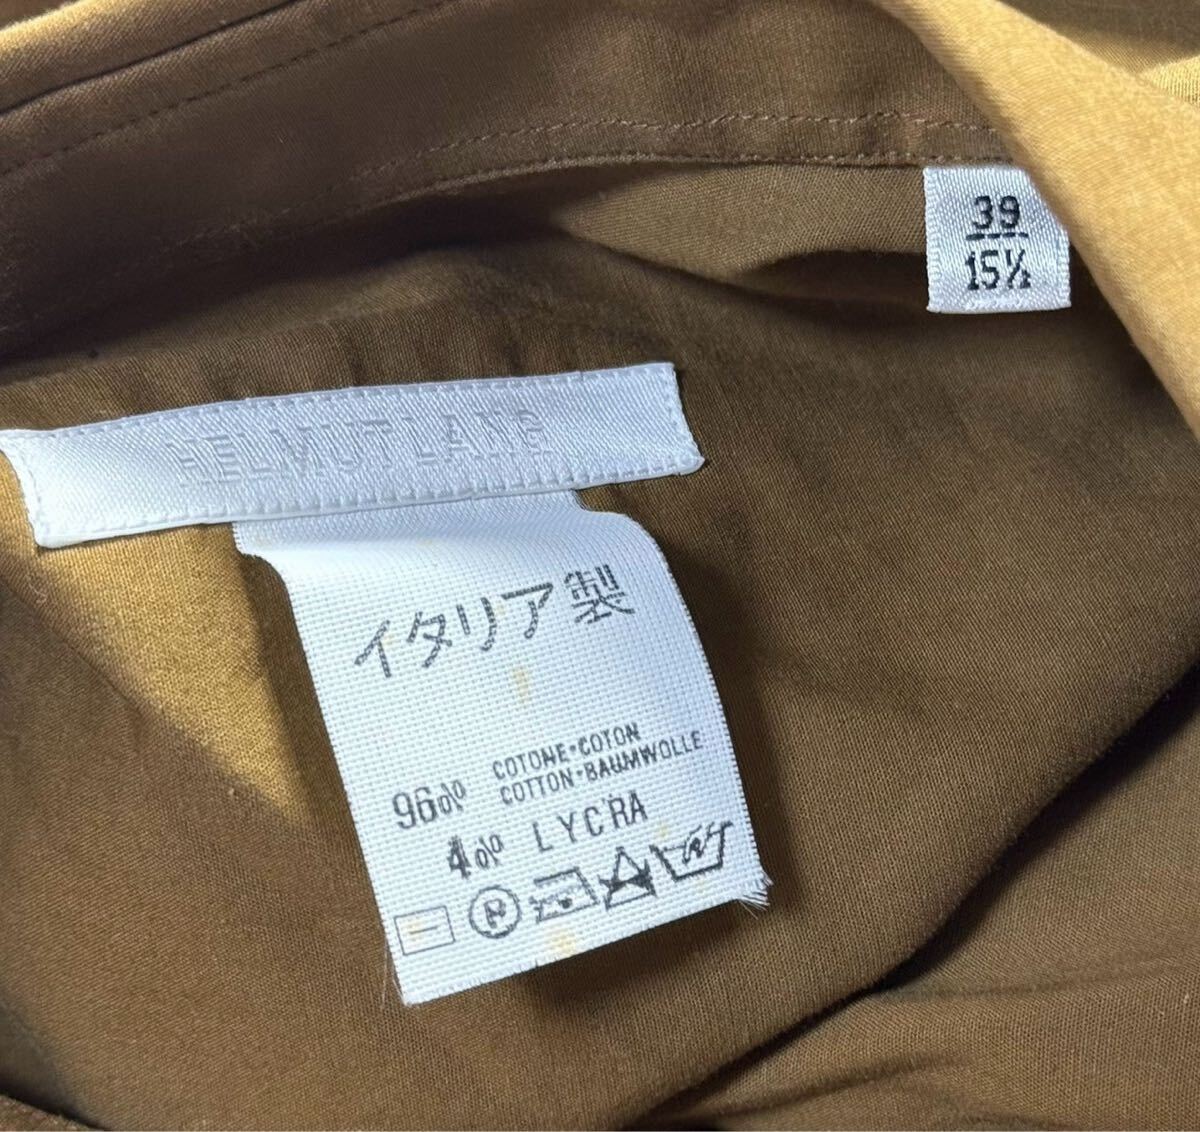 39
15½
HELMUT LANG
イタリア製
COTONE•COTON
96% COTTON•BAUMWOLLE
4% LYCRA
P